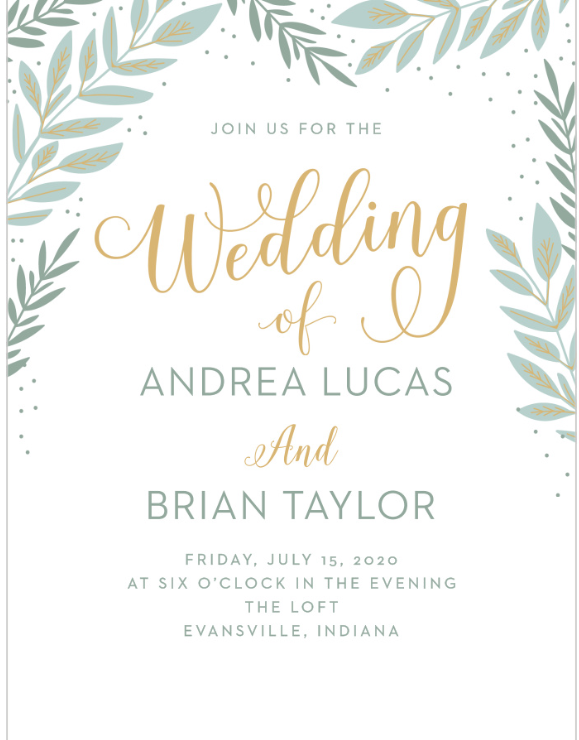 JOIN US FOR THE
Wedding
of
ANDREA LUCAS
And
BRIAN TAYLOR
FRIDAY, JULY 15, 2020
AT SIX O'CLOCK IN THE EVENING
THE LOFT
EVANSVILLE, INDIANA